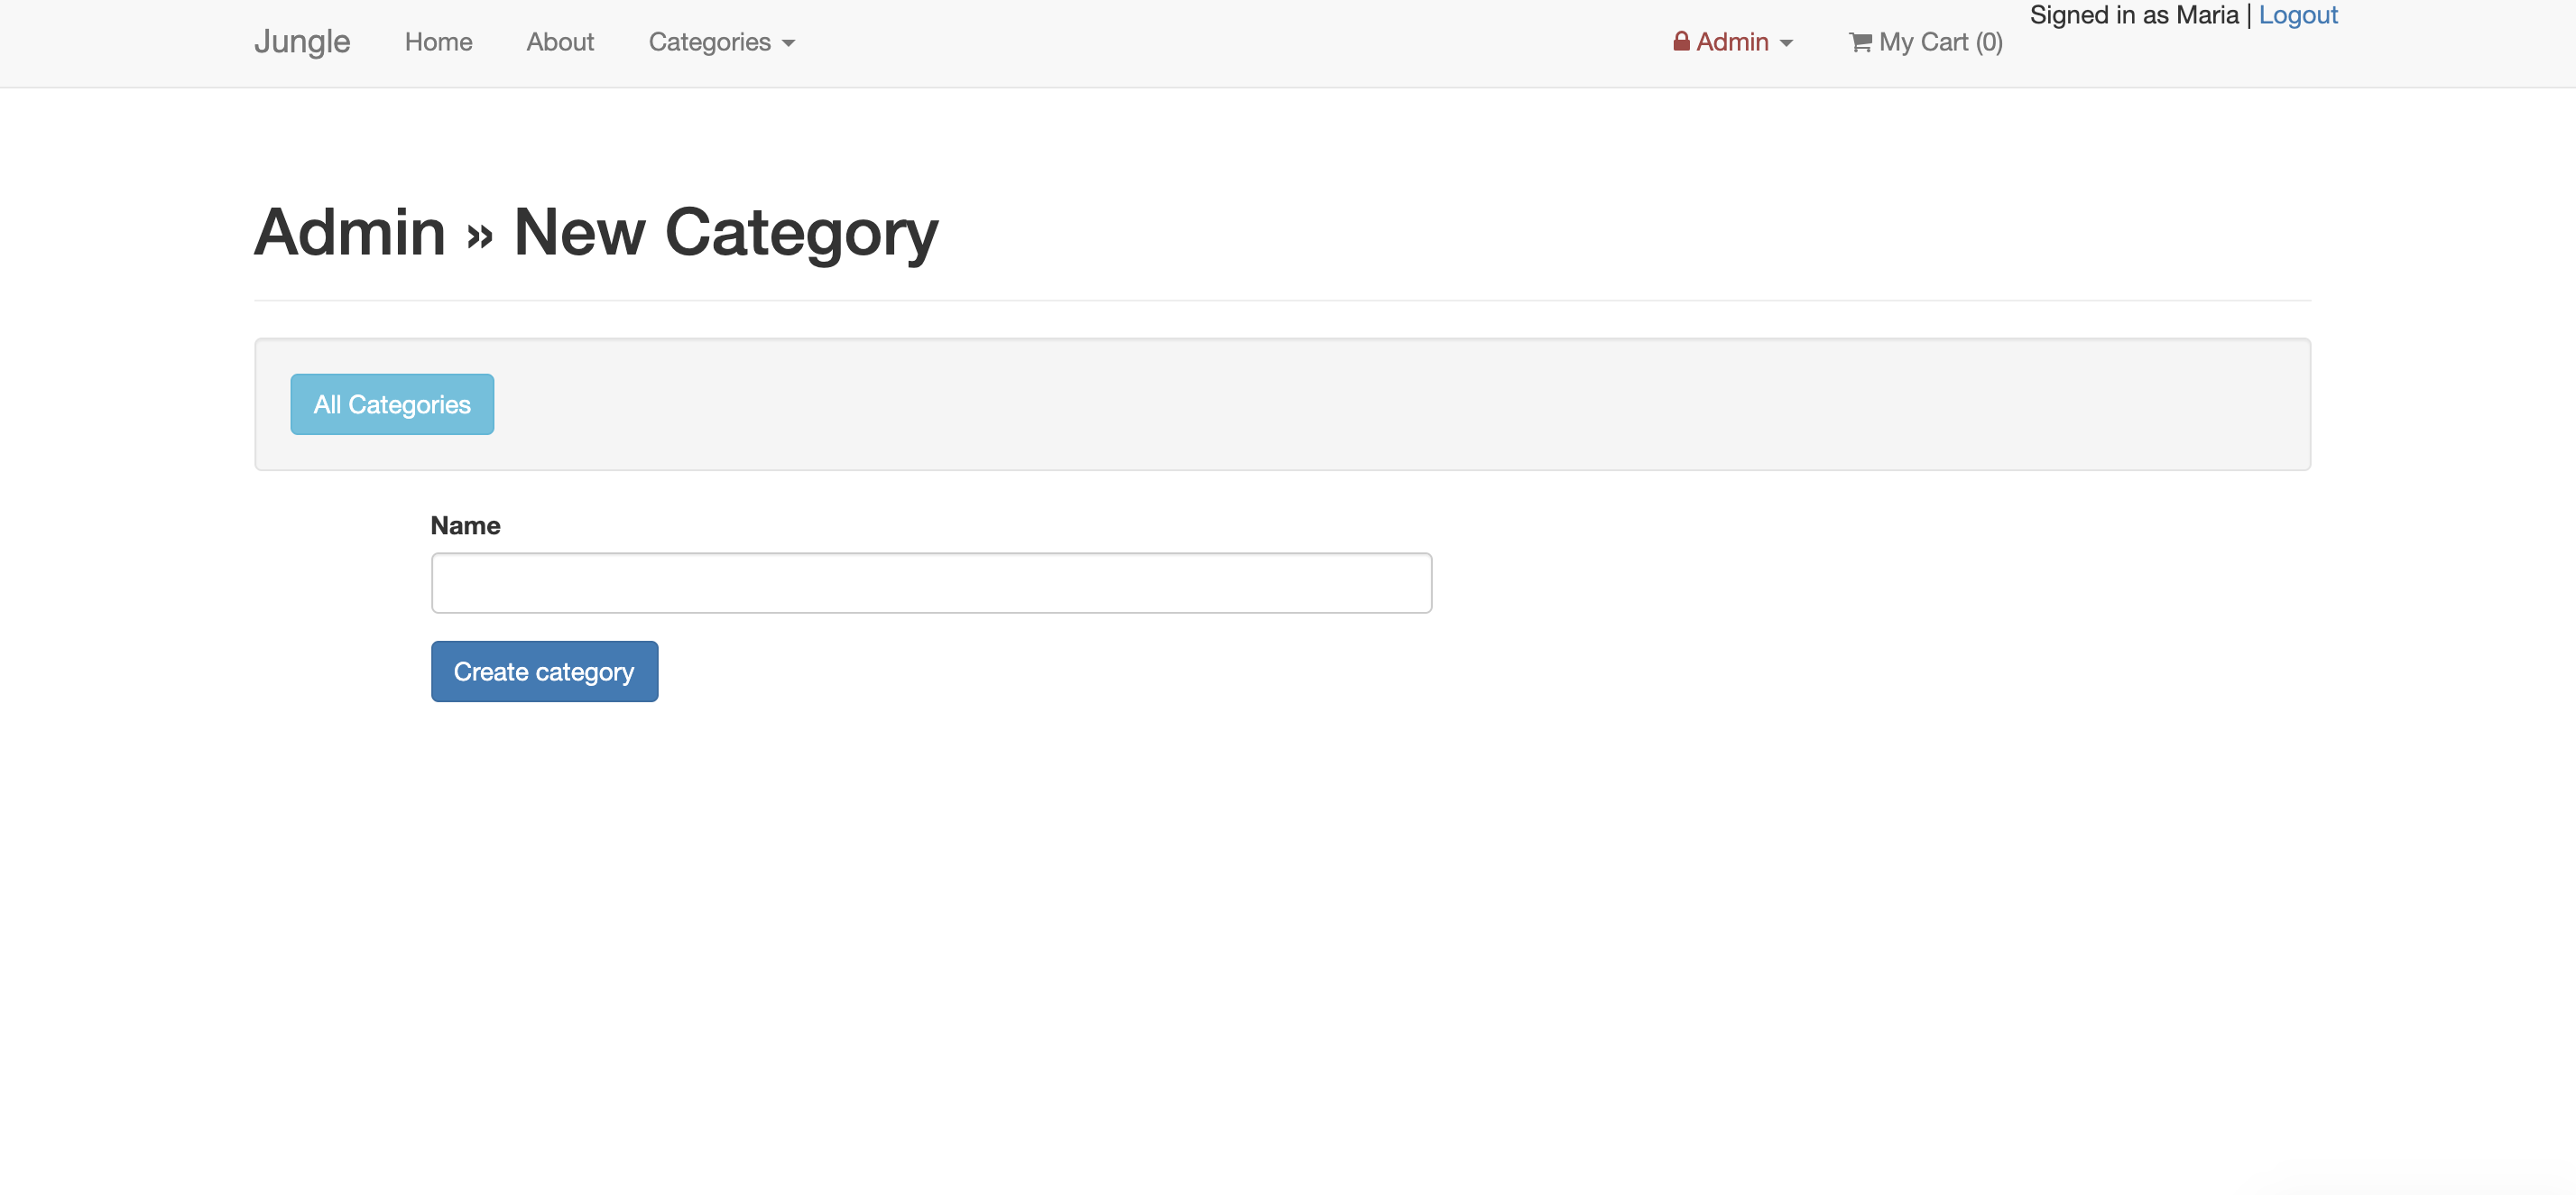 Signed in as Maria | Logout
Jungle Home About Categories Admin My Cart (0)
Admin » New Category
All Categories
Name
Create category